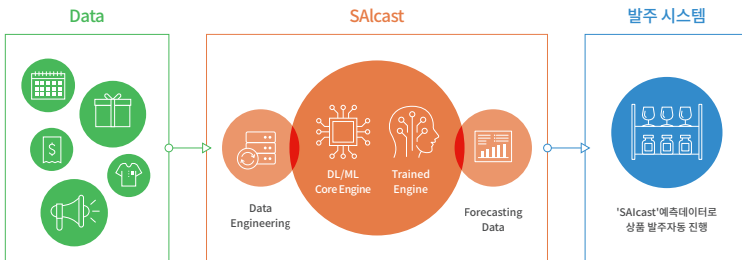 Data
SAIcast
발주 시스템
$
DL/ML
Core Engine
Trained
Engine
Data
Engineering
Forecasting
Data
'SAIcast'예측데이터로
상품 발주자동 진행